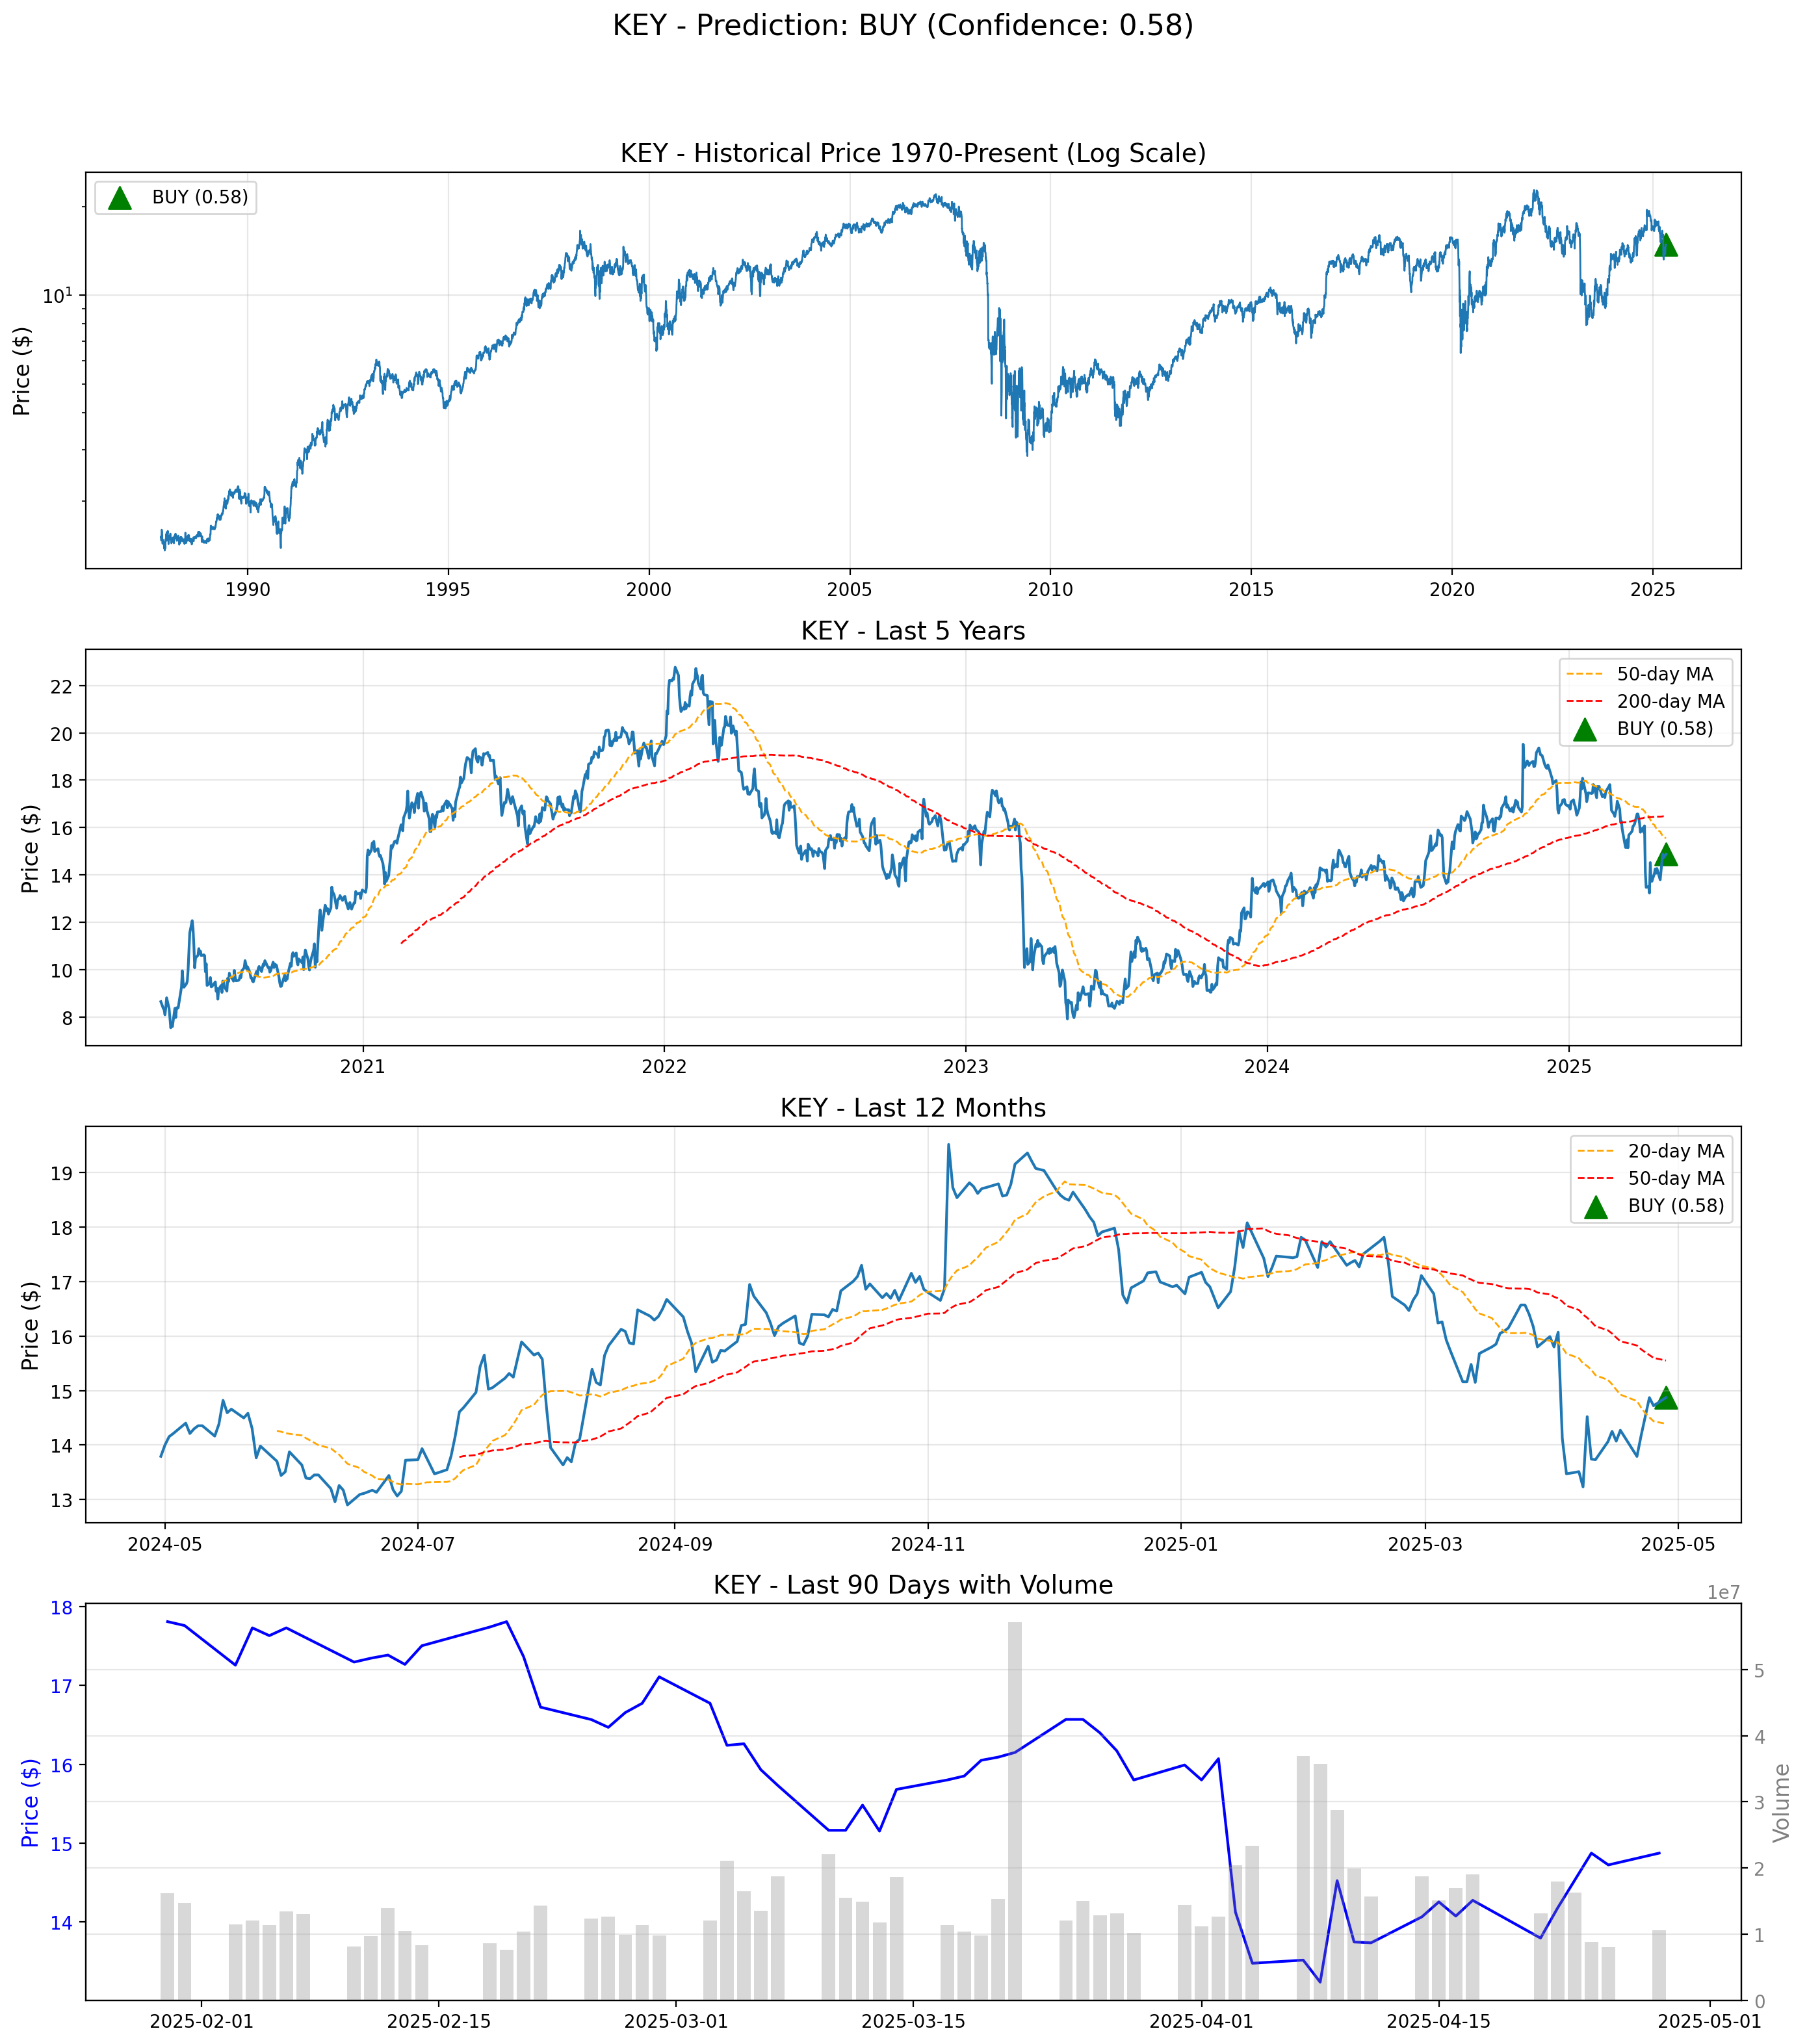 KEY - Prediction: BUY (Confidence: 0.58)
KEY - Historical Price 1970-Present (Log Scale)
BUY (0.58)
10¹
Price ($)
1990 1995 2000 2005 2010 2015 2020 2025
KEY - Last 5 Years
50-day MA
200-day MA
BUY (0.58)
22
20
18
16
14
12
10
8
Price ($)
2021 2022 2023 2024 2025
KEY - Last 12 Months
20-day MA
50-day MA
BUY (0.58)
19
18
17
16
15
14
13
Price ($)
2024-05 2024-07 2024-09 2024-11 2025-01 2025-03 2025-05
KEY - Last 90 Days with Volume
1e7
18
17
16
15
14
Price ($)
5
4
3
2
1
0
Volume
2025-02-01 2025-02-15 2025-03-01 2025-03-15 2025-04-01 2025-04-15 2025-05-01